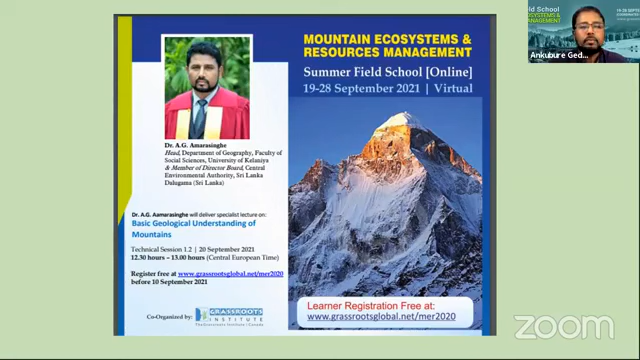 MOUNTAIN ECOSYSTEMS &
RESOURCES MANAGEMENT
Summer Field School [Online]
19-28 September 2021 | Virtual
Dr. A.G. Amarasinghe
Head, Department of Geography, Faculty of
Social Sciences, University of Kelaniya
& Member of Director Board, Central
Environmental Authority, Sri Lanka
Dalugama (Sri Lanka)
Dr. A.G. Aamarasinghe will deliver specialist lecture on:
Basic Geological Understanding of
Mountains
Technical Session 1.2 | 20 September 2021
12.30 hours – 13.00 hours (Central European Time)
Register free at www.grassrootsglobal.net/mer2020
before 10 September 2021
Co-Organized by:
GRASSROOTS
INSTITUTE
Learner Registration Free at:
www.grassrootsglobal.net/mer2020
Ankubure Ged...
zoom